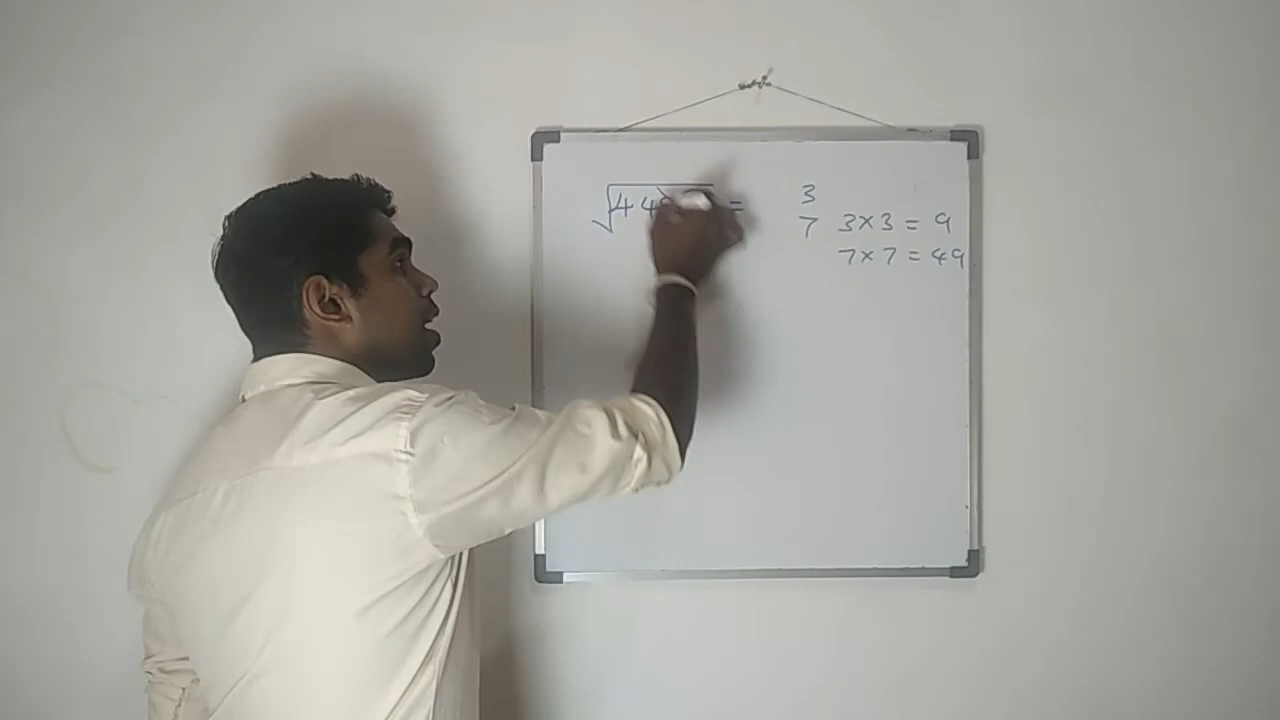 √44 =
3
7 3×3 = 9
7×7 = 49